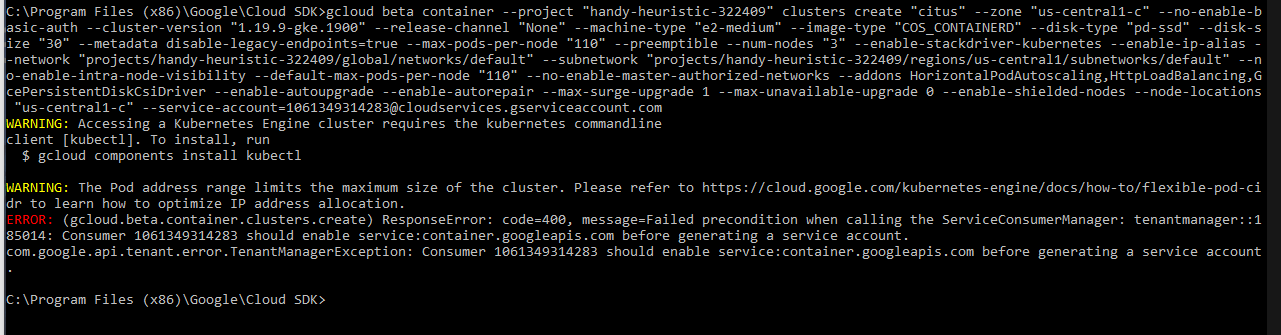 C:\Program Files (x86)\Google\Cloud SDK>gcloud beta container --project "handy-heuristic-322409" clusters create "citus" --zone "us-central1-c" --no-enable-b
asic-auth --cluster-version "1.19.9-gke.1900" --release-channel "None" --machine-type "e2-medium" --image-type "COS_CONTAINERD" --disk-type "pd-ssd" --disk-s
ize "30" --metadata disable-legacy-endpoints=true --max-pods-per-node "110" --preemptible --num-nodes "3" --enable-stackdriver-kubernetes --enable-ip-alias -
-network "projects/handy-heuristic-322409/global/networks/default" --subnetwork "projects/handy-heuristic-322409/regions/us-central1/subnetworks/default" --n
o-enable-intra-node-visibility --default-max-pods-per-node "110" --no-enable-master-authorized-networks --addons HorizontalPodAutoscaling,HttpLoadBalancing,G
cePersistentDiskCsiDriver --enable-autoupgrade --enable-autorepair --max-surge-upgrade 1 --max-unavailable-upgrade 0 --enable-shielded-nodes --node-locations
"us-central1-c" --service-account=1061349314283@cloudservices.gserviceaccount.com
WARNING: Accessing a Kubernetes Engine cluster requires the kubernetes commandline
client [kubectl]. To install, run
$ gcloud components install kubectl
WARNING: The Pod address range limits the maximum size of the cluster. Please refer to https://cloud.google.com/kubernetes-engine/docs/how-to/flexible-pod-ci
dr to learn how to optimize IP address allocation.
ERROR: (gcloud.beta.container.clusters.create) ResponseError: code=400, message=Failed precondition when calling the ServiceConsumerManager: tenantmanager::1
85014: Consumer 1061349314283 should enable service:container.googleapis.com before generating a service account.
com.google.api.tenant.error.TenantManagerException: Consumer 1061349314283 should enable service:container.googleapis.com before generating a service account
.
C:\Program Files (x86)\Google\Cloud SDK>